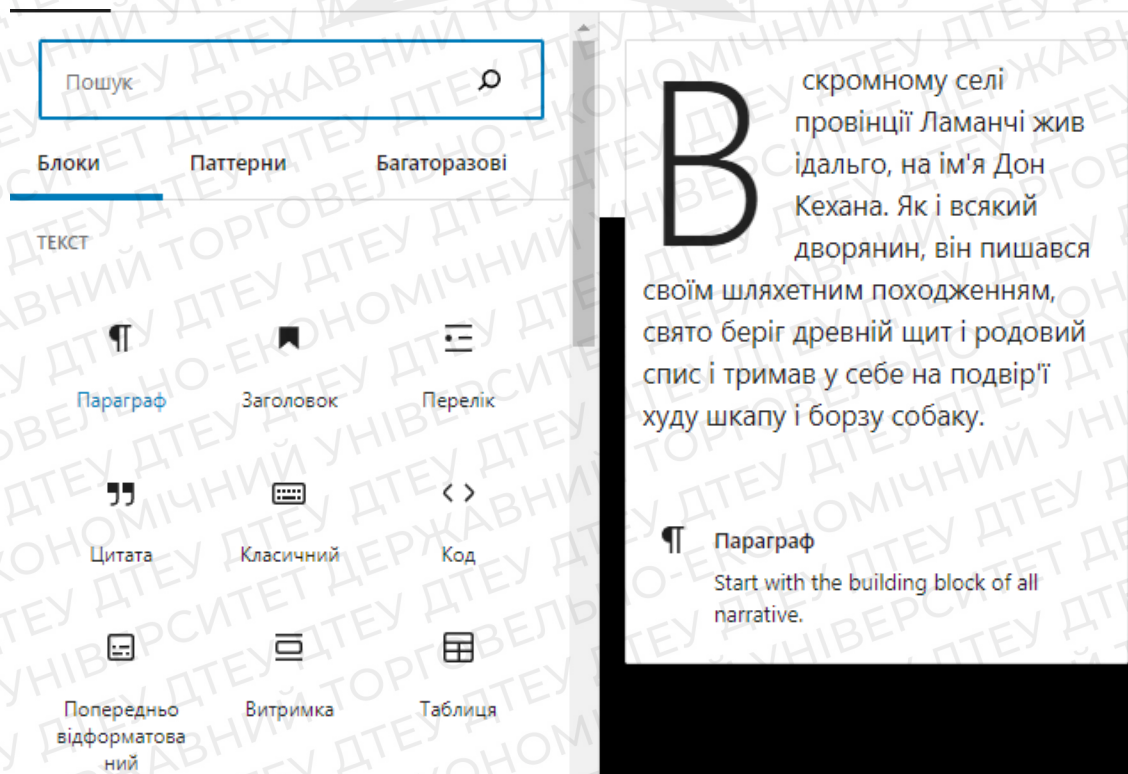 Пошук
Блоки Паттерни Багаторазові
ТЕКСТ
Параграф Заголовок Перелік
Цитата Класичний Код
Попередньо
відформатова
ний
Витримка Таблиця
В скромному селі
провінції Ламанчі жив
ідальго, на ім'я Дон
Кехана. Як і всякий
дворянин, він пишався
своїм шляхетним походженням,
свято беріг древній щит і родовий
спис і тримав у себе на подвір'ї
худу шкапу і борзу собаку.
Параграф
Start with the building block of all
narrative.